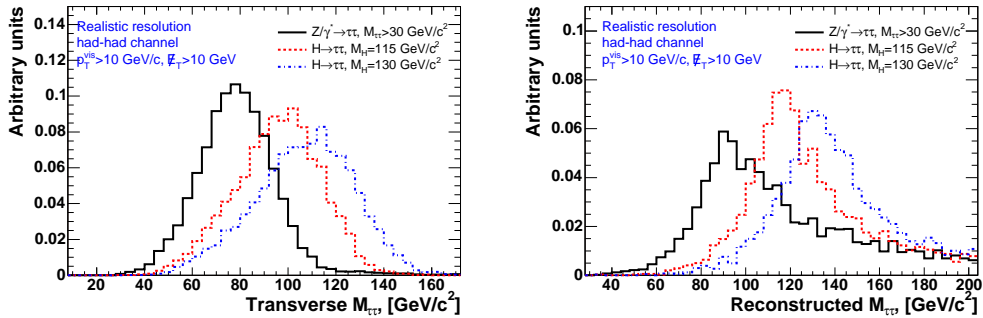 Arbitrary units
0.14
0.12
0.1
0.08
0.06
0.04
0.02
0
Realistic resolution
had-had channel
p_T^vis>10 GeV/c, E̸_T>10 GeV
Z/γ*→ττ, M_ττ>30 GeV/c²
H→ττ, M_H=115 GeV/c²
H→ττ, M_H=130 GeV/c²
20 40 60 80 100 120 140 160
Transverse M_ττ, [GeV/c²]
Arbitrary units
0.1
0.08
0.06
0.04
0.02
0
Realistic resolution
had-had channel
p_T^vis>10 GeV/c, E̸_T>10 GeV
Z/γ*→ττ, M_ττ>30 GeV/c²
H→ττ, M_H=115 GeV/c²
H→ττ, M_H=130 GeV/c²
40 60 80 100 120 140 160 180 200
Reconstructed M_ττ, [GeV/c²]